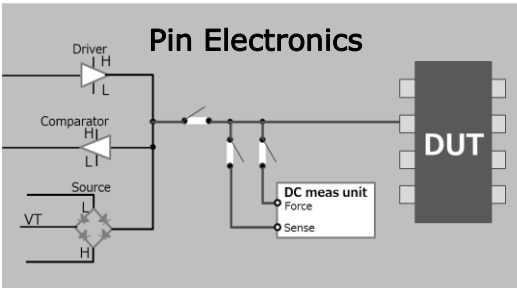 Pin Electronics
Driver
H
L
Comparator
H
L
Source
L
VT
H
DC meas unit
Force
Sense
DUT